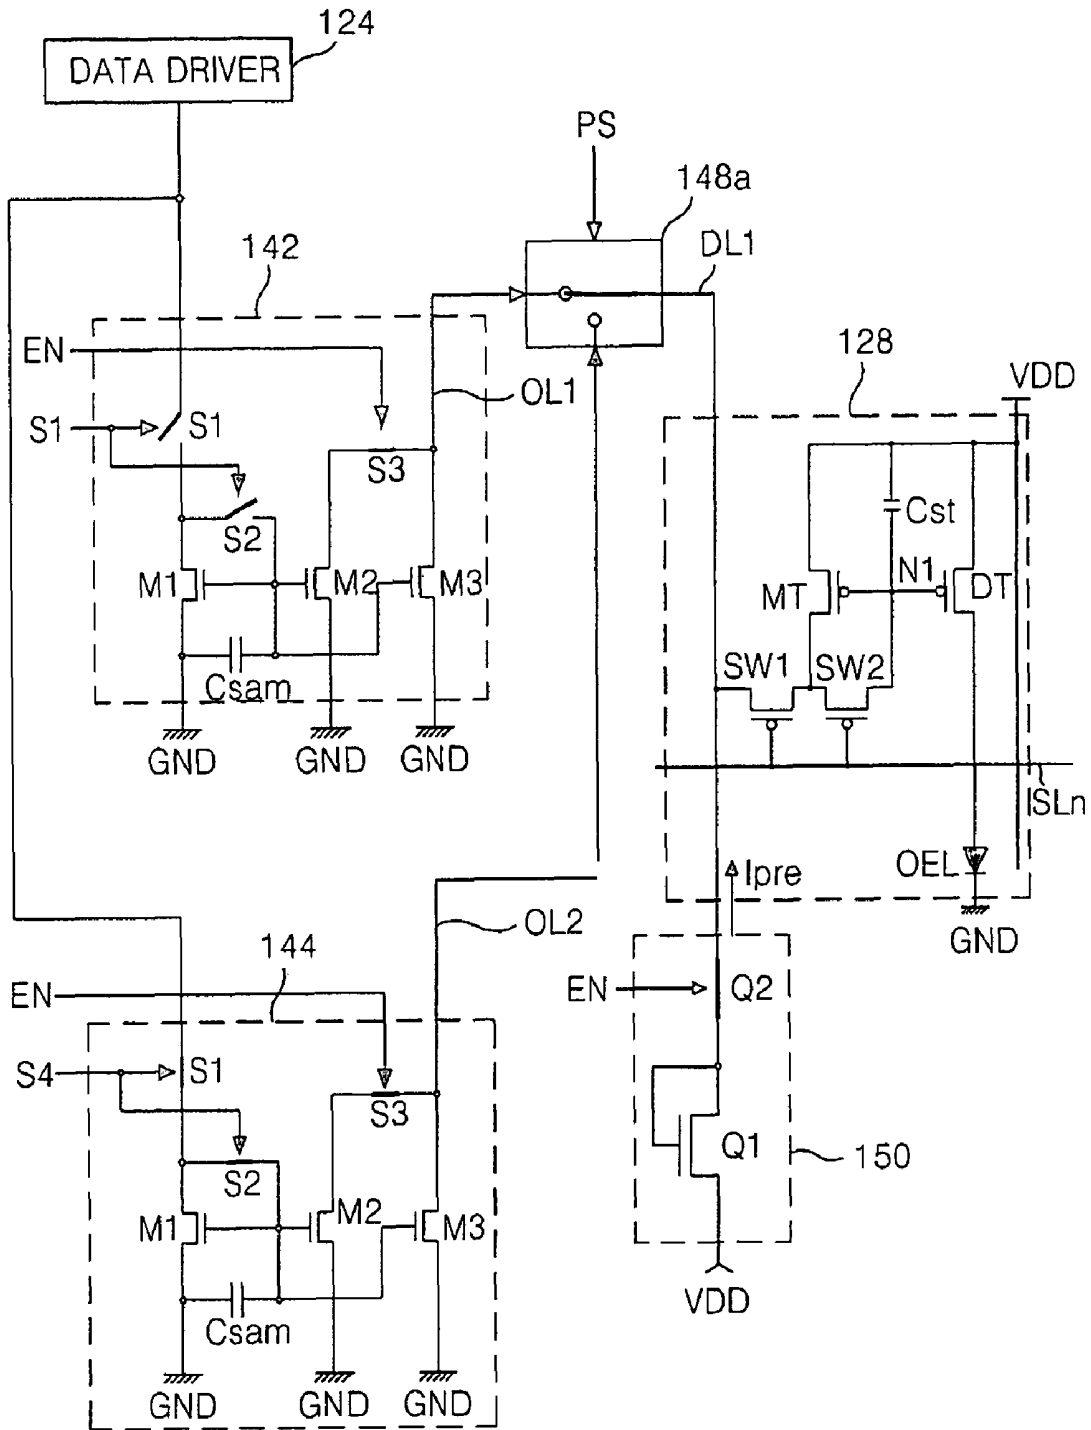 124
DATA DRIVER
PS
148a
DL1
142
EN
OL1
S1
S1
S3
S2
M1
M2
M3
Csam
GND
GND
GND
128
VDD
Cst
N1
MT
DT
SW1
SW2
SLn
OEL
GND
Ipre
OL2
144
EN
EN
Q2
S4
S1
S3
S2
M1
M2
M3
Q1
150
Csam
VDD
GND
GND
GND